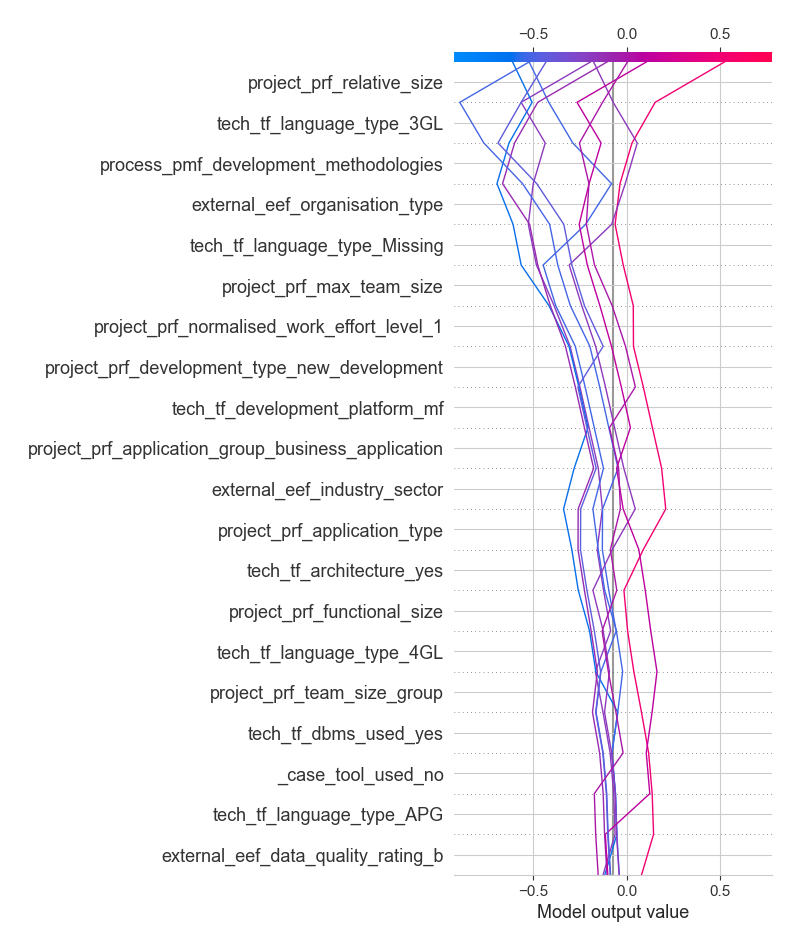 −0.5 0.0 0.5
project_prf_relative_size
tech_tf_language_type_3GL
process_pmf_development_methodologies
external_eef_organisation_type
tech_tf_language_type_Missing
project_prf_max_team_size
project_prf_normalised_work_effort_level_1
project_prf_development_type_new_development
tech_tf_development_platform_mf
project_prf_application_group_business_application
external_eef_industry_sector
project_prf_application_type
tech_tf_architecture_yes
project_prf_functional_size
tech_tf_language_type_4GL
project_prf_team_size_group
tech_tf_dbms_used_yes
_case_tool_used_no
tech_tf_language_type_APG
external_eef_data_quality_rating_b
−0.5 0.0 0.5
Model output value